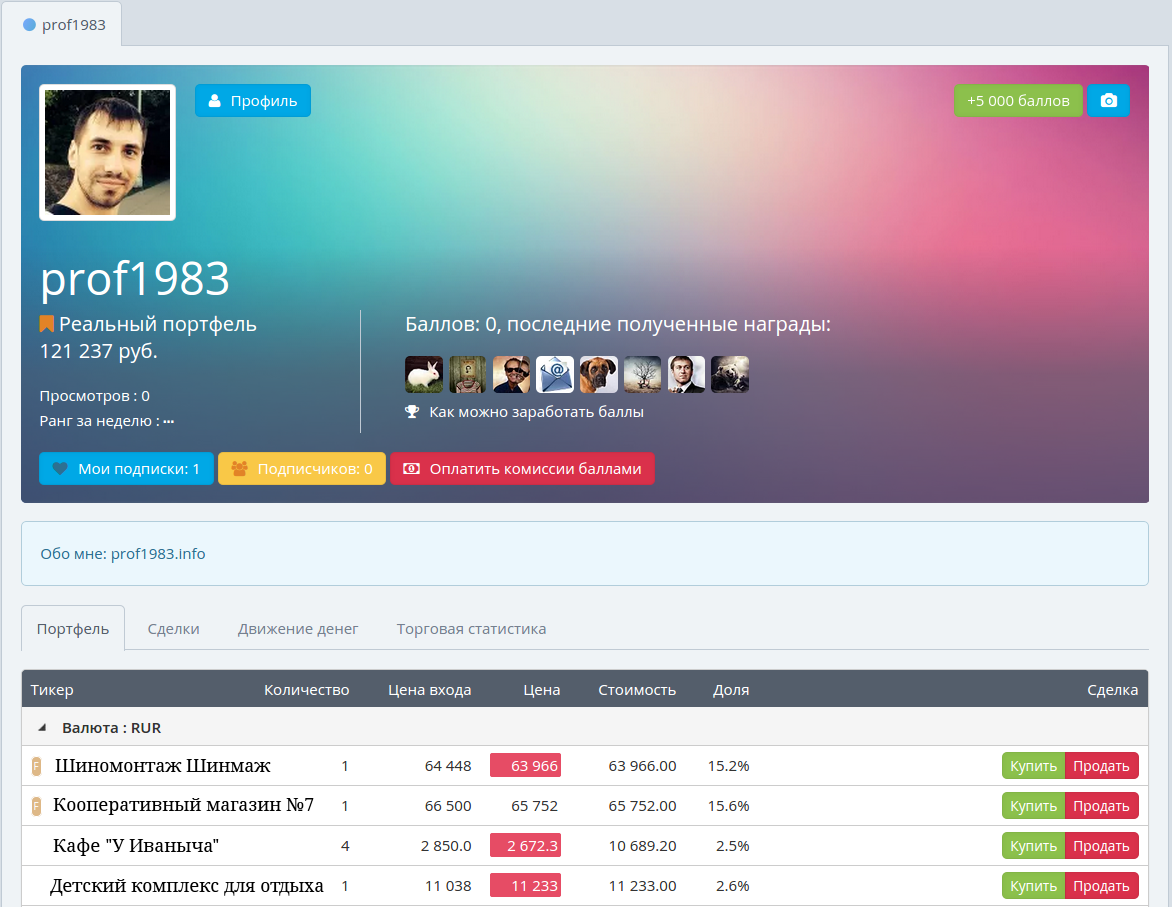 prof1983
Профиль
+5 000 баллов
prof1983
Реальный портфель
121 237 руб.
Просмотров : 0
Ранг за неделю : ...
Баллов: 0, последние полученные награды:
Как можно заработать баллы
Мои подписки: 1 Подписчиков: 0 Оплатить комиссии баллами
Обо мне: prof1983.info
Портфель Сделки Движение денег Торговая статистика
Тикер Количество Цена входа Цена Стоимость Доля Сделка
Валюта : RUR
F Шиномонтаж Шинмаж 1 64 448 63 966 63 966.00 15.2% Купить Продать
F Кооперативный магазин №7 1 66 500 65 752 65 752.00 15.6% Купить Продать
Кафе "У Иваныча" 4 2 850.0 2 672.3 10 689.20 2.5% Купить Продать
Детский комплекс для отдыха 1 11 038 11 233 11 233.00 2.6% Купить Продать